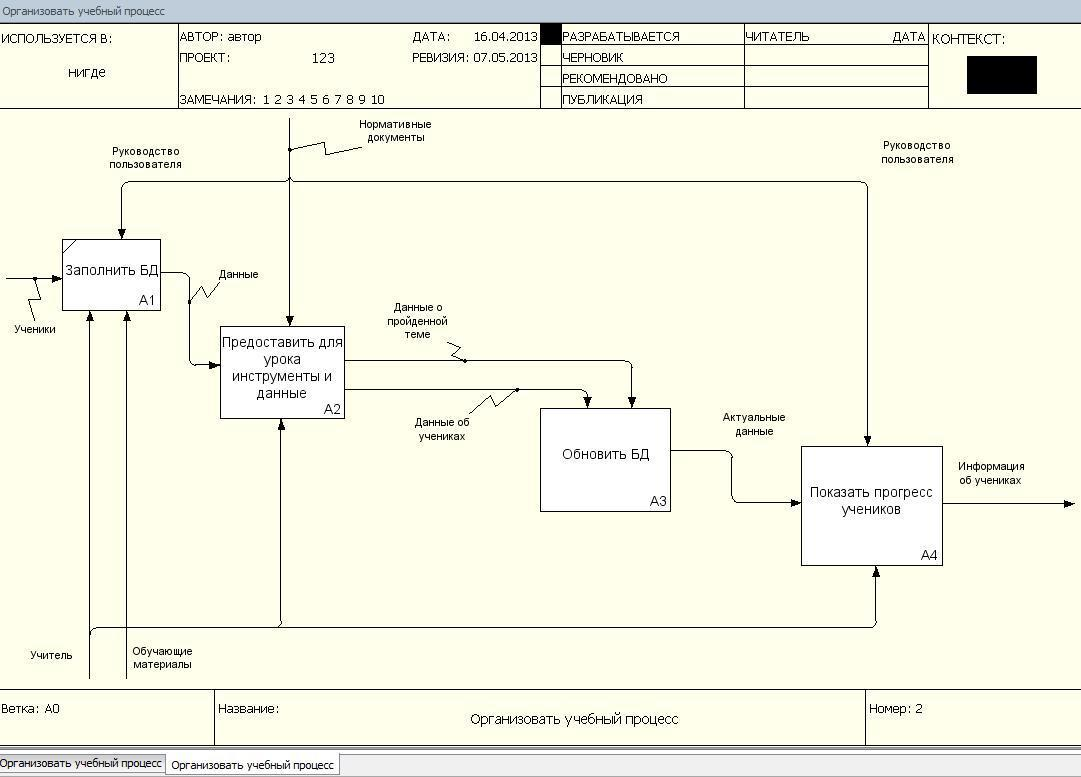 Организовать учебный процесс
ИСПОЛЬЗУЕТСЯ В:
нигде
АВТОР: автор
ДАТА: 16.04.2013
ПРОЕКТ: 123
РЕВИЗИЯ: 07.05.2013
ЗАМЕЧАНИЯ: 1 2 3 4 5 6 7 8 9 10
РАЗРАБАТЫВАЕТСЯ
ЧЕРНОВИК
РЕКОМЕНДОВАНО
ПУБЛИКАЦИЯ
ЧИТАТЕЛЬ ДАТА
КОНТЕКСТ:
Нормативные
документы
Руководство
пользователя
Руководство
пользователя
Заполнить БД
A1
Ученики
Данные
Предоставить для
урока
инструменты и
данные
A2
Данные о
пройденной
теме
Данные об
учениках
Обновить БД
A3
Актуальные
данные
Показать прогресс
учеников
A4
Информация
об учениках
Учитель
Обучающие
материалы
Ветка: A0
Название:
Организовать учебный процесс
Номер: 2
Организовать учебный процесс
Организовать учебный процесс